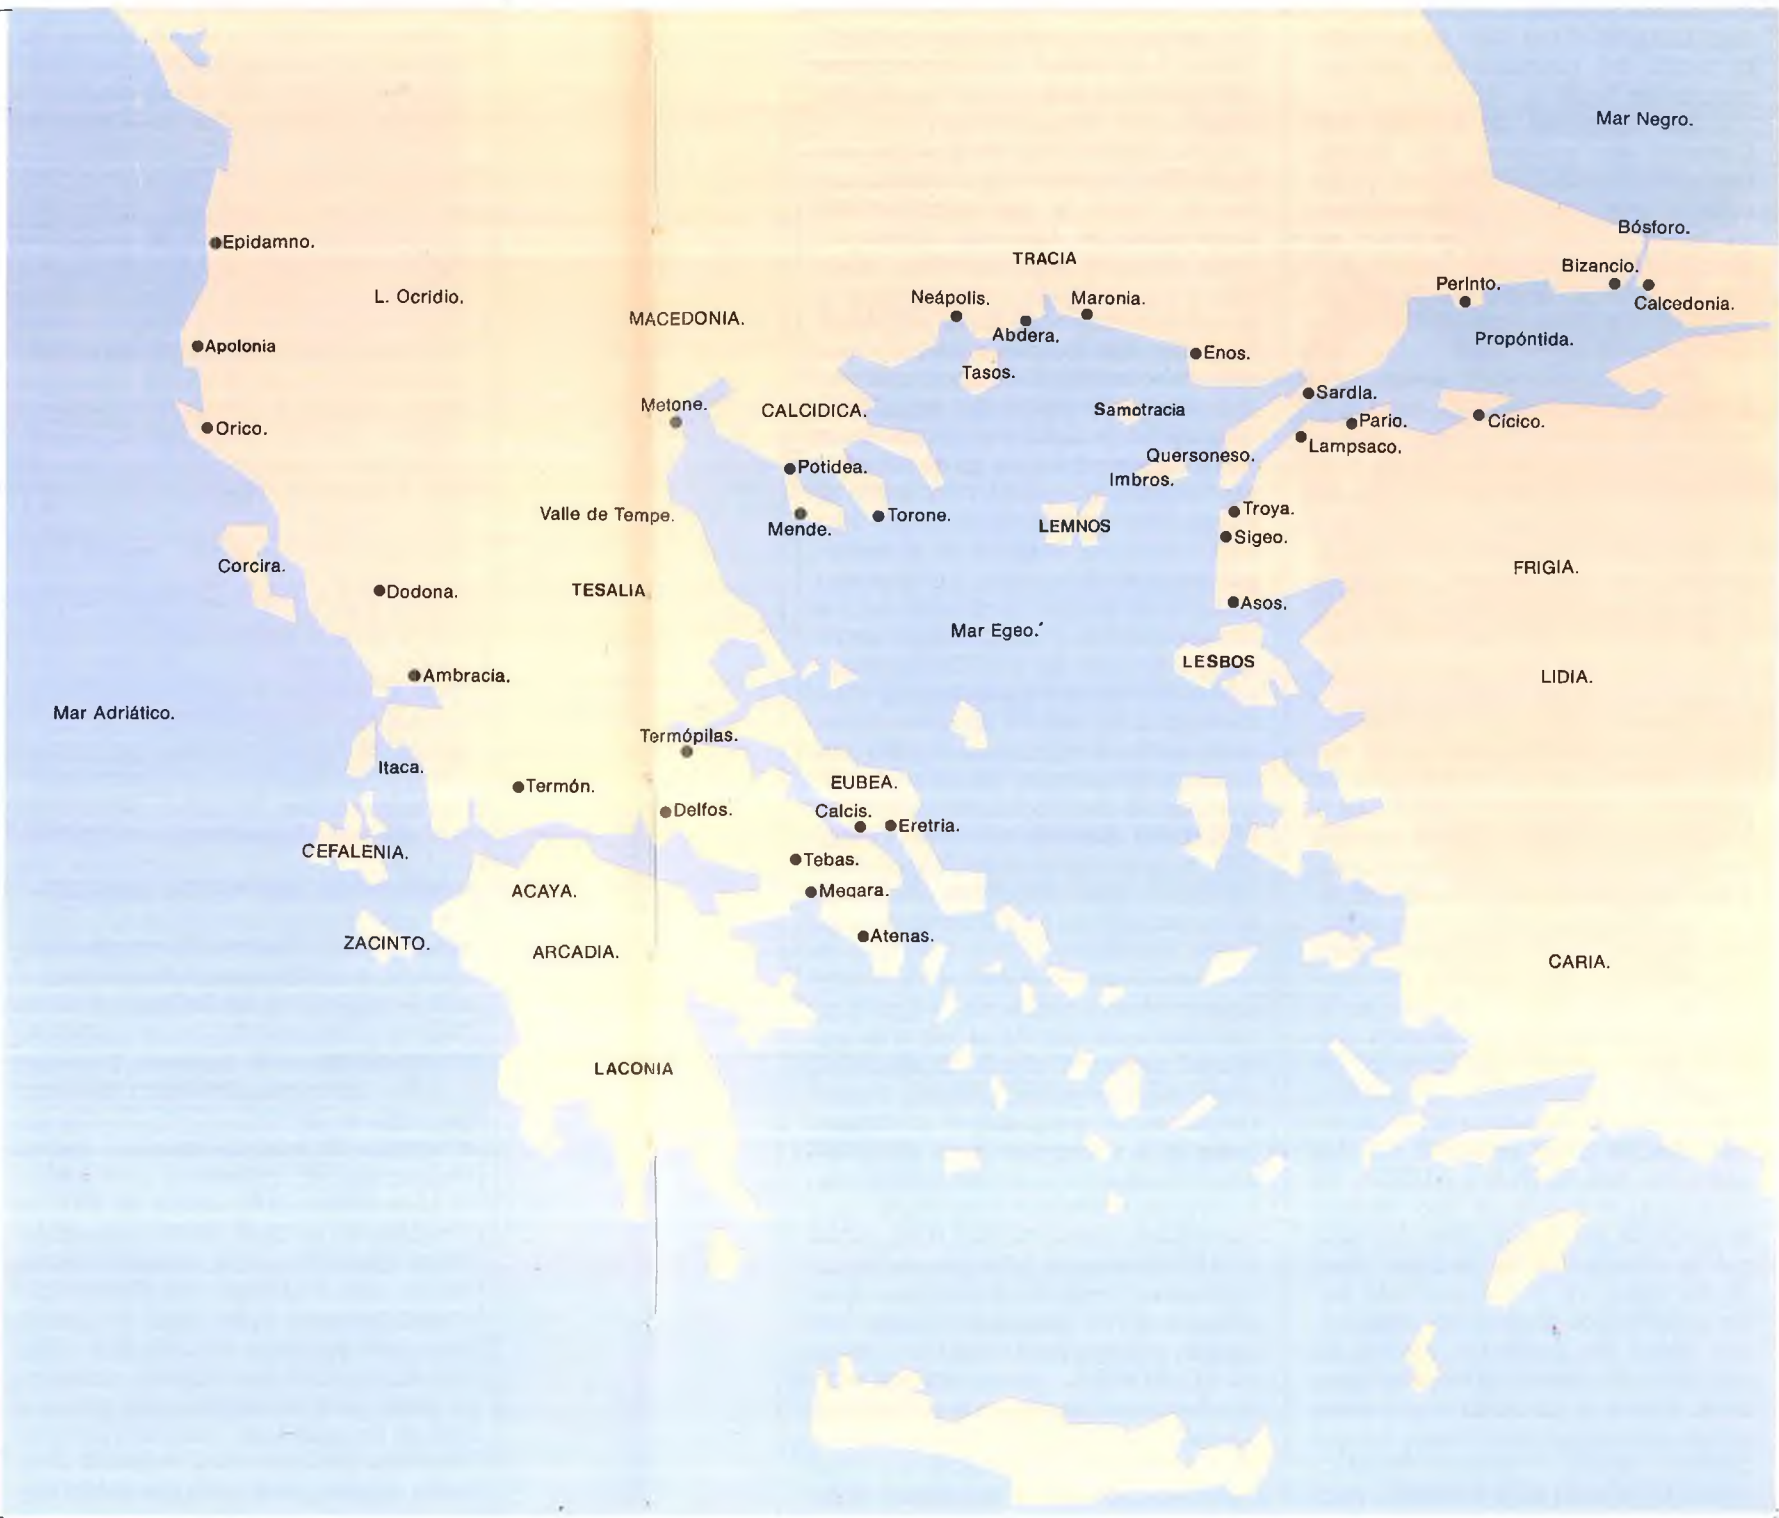 Mar Negro.
Bósforo.
Epidamno.
TRACIA
Bizancio.
L. Ocridio.
Neápolis.
Maronia.
Perinto.
Calcedonia.
MACEDONIA.
Abdera.
Propóntida.
Apolonia
Enos.
Tasos.
Sardia.
Metone.
CALCIDICA.
Samotracia
Pario.
Cícico.
Orico.
Lampsaco.
Quersoneso.
Potidea.
Imbros.
Valle de Tempe.
Mende.
Torone.
LEMNOS
Troya.
Sigeo.
Corcira.
FRIGIA.
Dodona.
TESALIA
Asos.
Mar Egeo.
LESBOS
Ambracia.
LIDIA.
Mar Adriático.
Termópilas.
Itaca.
Termón.
EUBEA.
Delfos.
Calcis.
Eretria.
CEFALENIA.
Tebas.
ACAYA.
Megara.
ZACINTO.
ARCADIA.
Atenas.
CARIA.
LACONIA